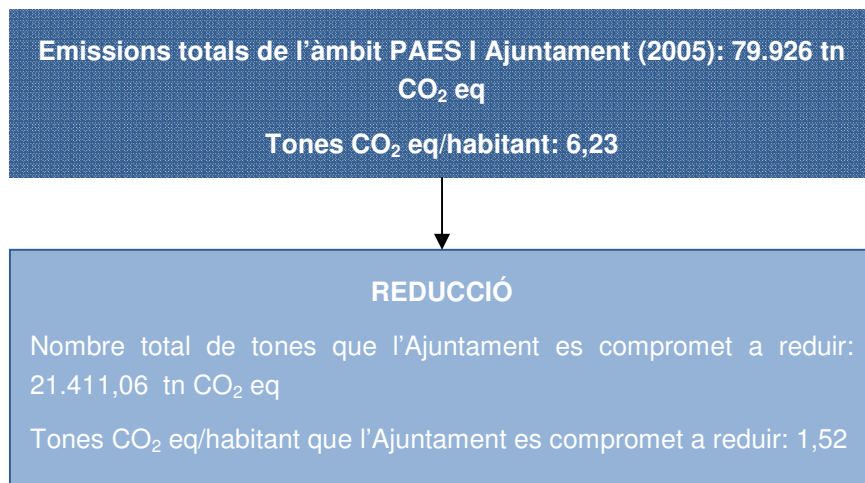 Emissions totals de l'àmbit PAES I Ajuntament (2005): 79.926 tn
CO₂ eq
Tones CO₂ eq/habitant: 6,23
REDUCCIÓ
Nombre total de tones que l'Ajuntament es compromet a reduir:
21.411,06 tn CO₂ eq
Tones CO₂ eq/habitant que l'Ajuntament es compromet a reduir: 1,52